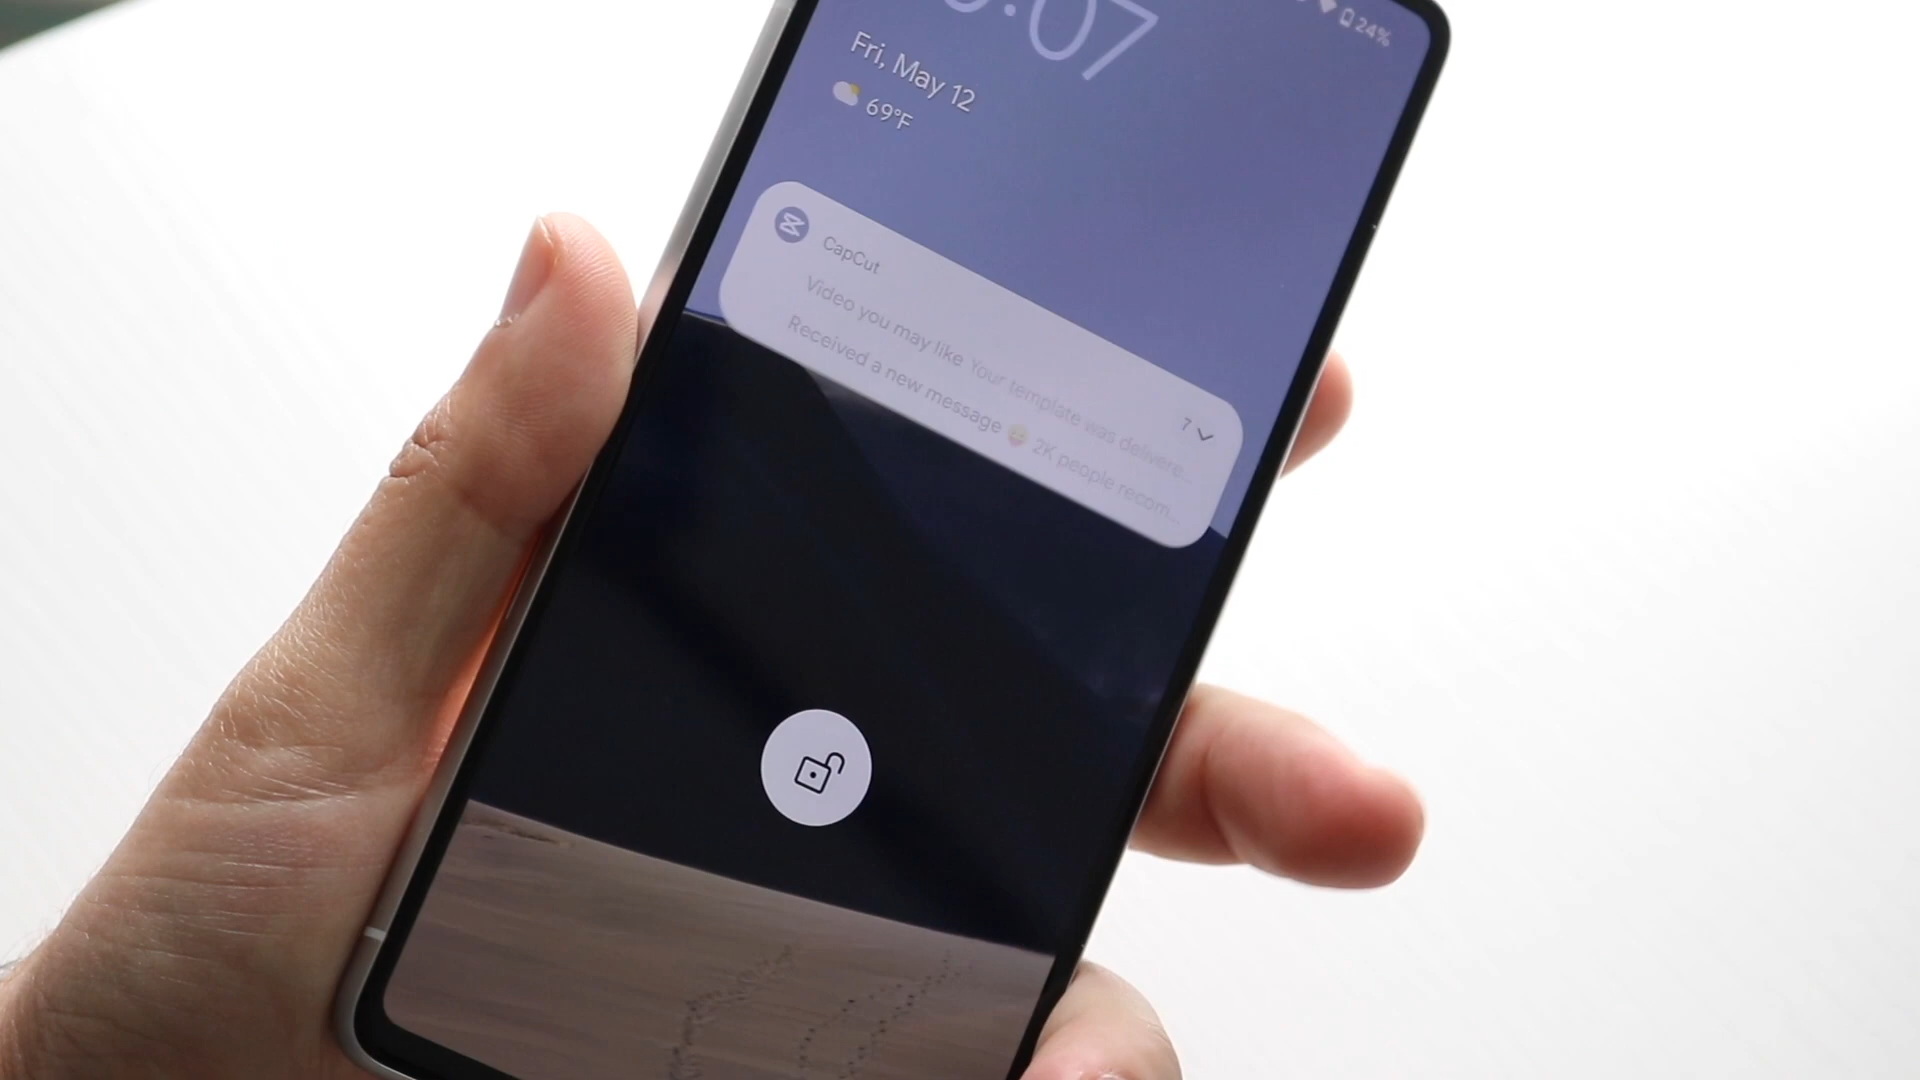 :07
24%
Fri, May 12
69°F
CapCut
Video you may like Your template was delivere...
7
Received a new message 😀 2K people recom...